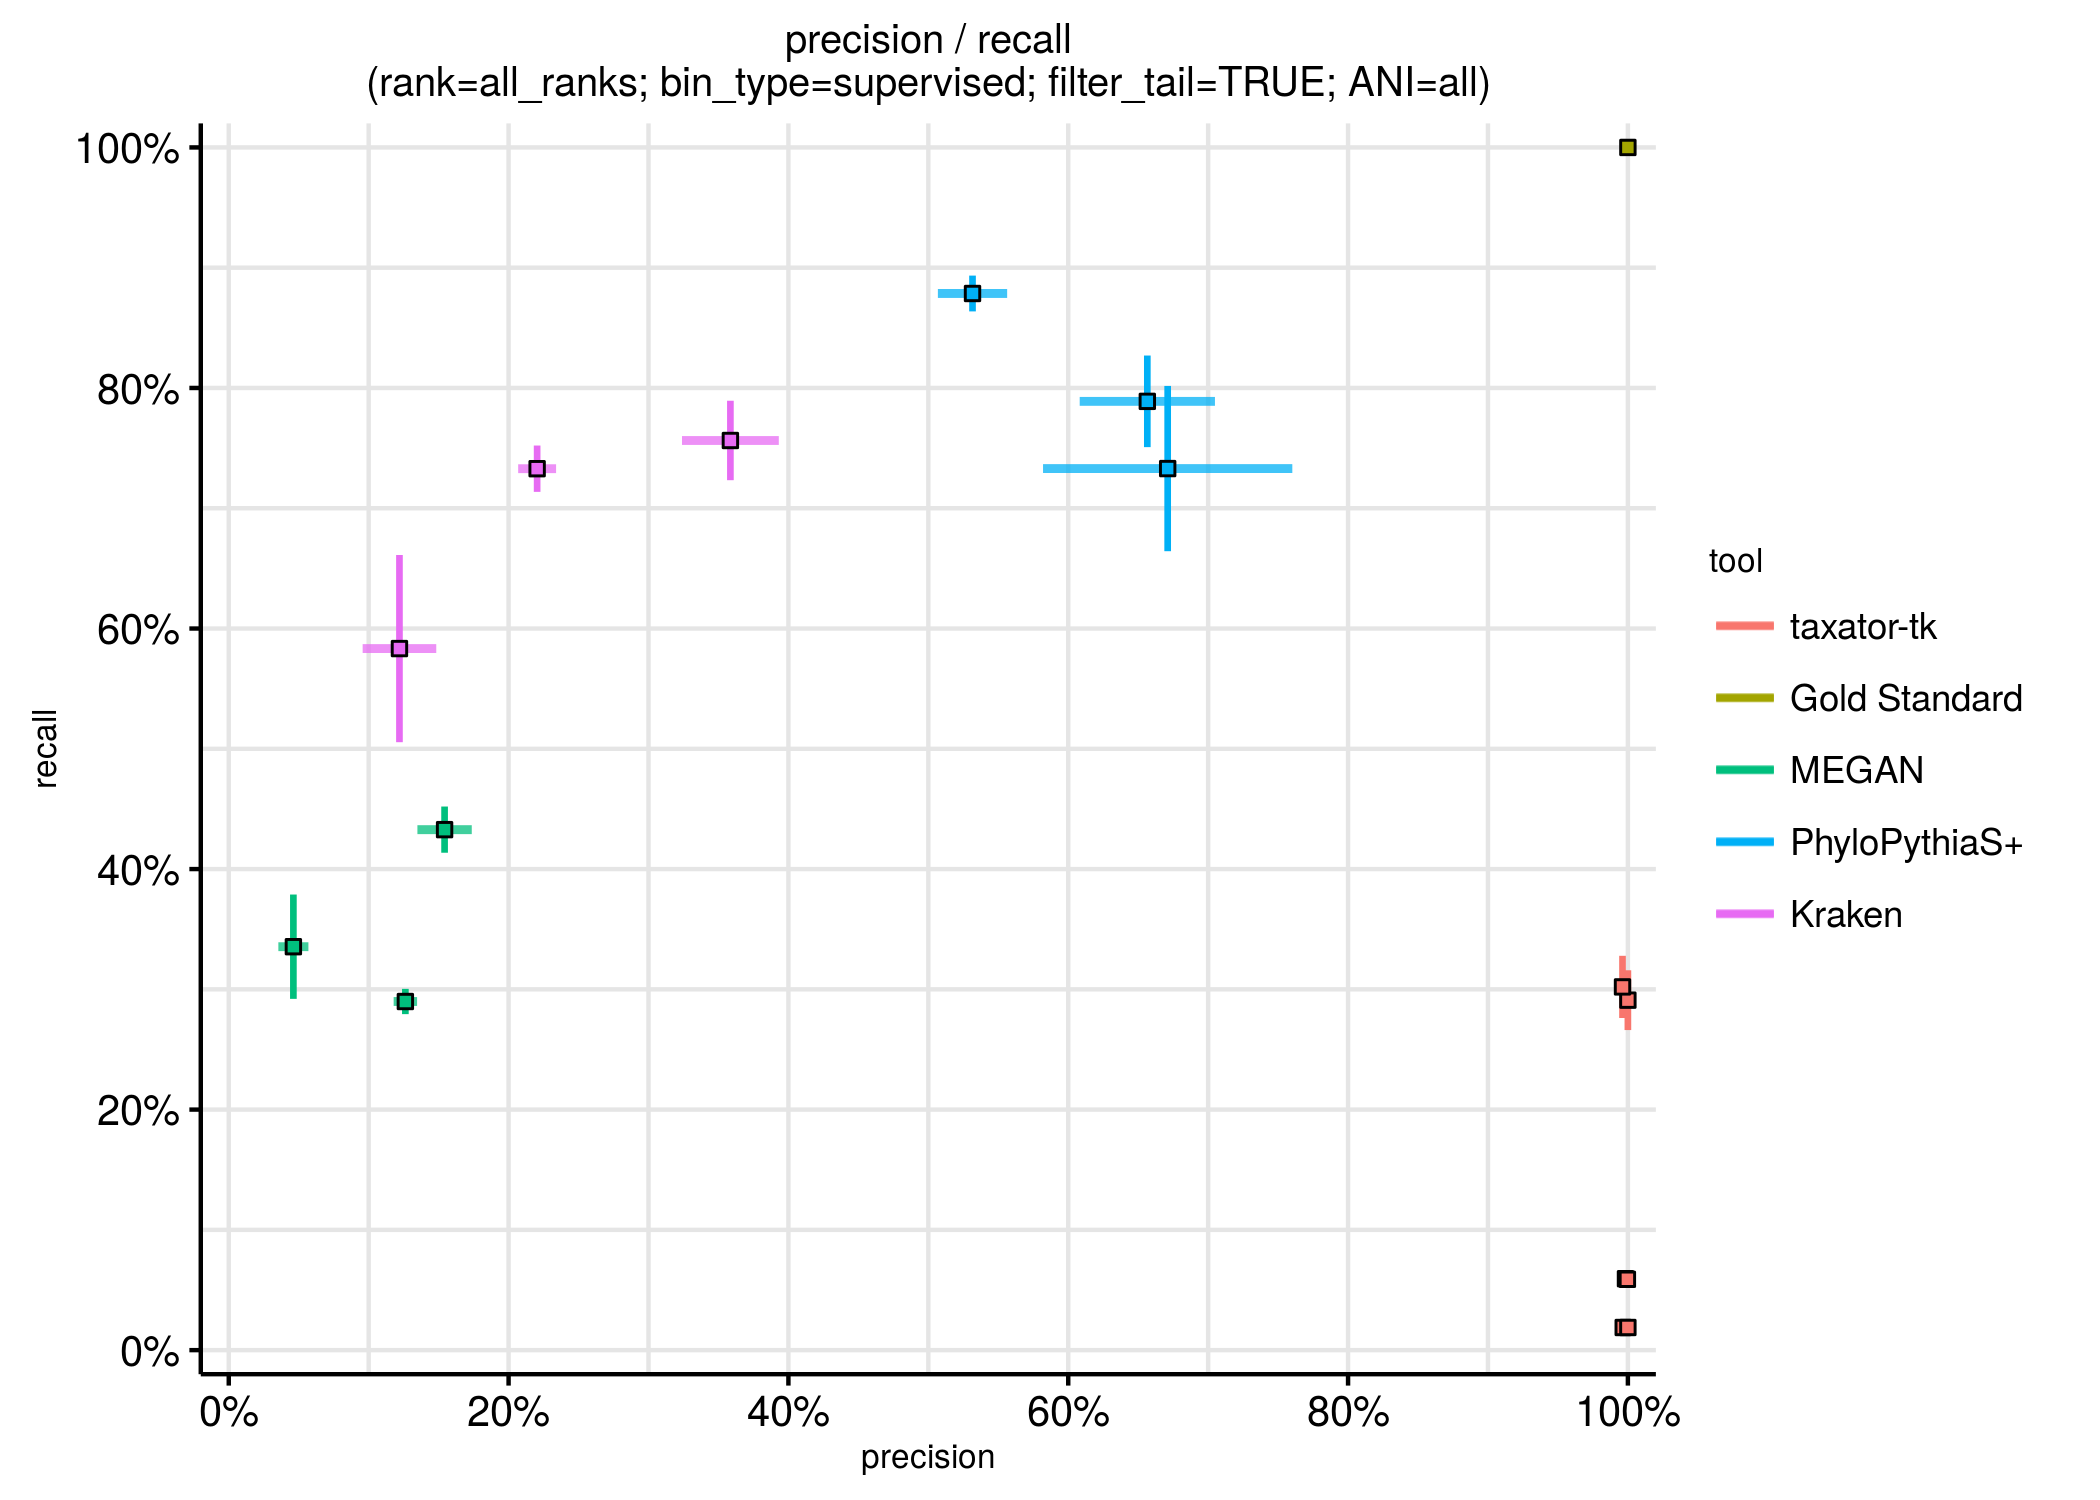 precision / recall
(rank=all_ranks; bin_type=supervised; filter_tail=TRUE; ANI=all)
100%
80%
60%
40%
20%
0%
recall
0%
20%
40%
60%
80%
100%
precision
tool
taxator-tk
Gold Standard
MEGAN
PhyloPythiaS+
Kraken